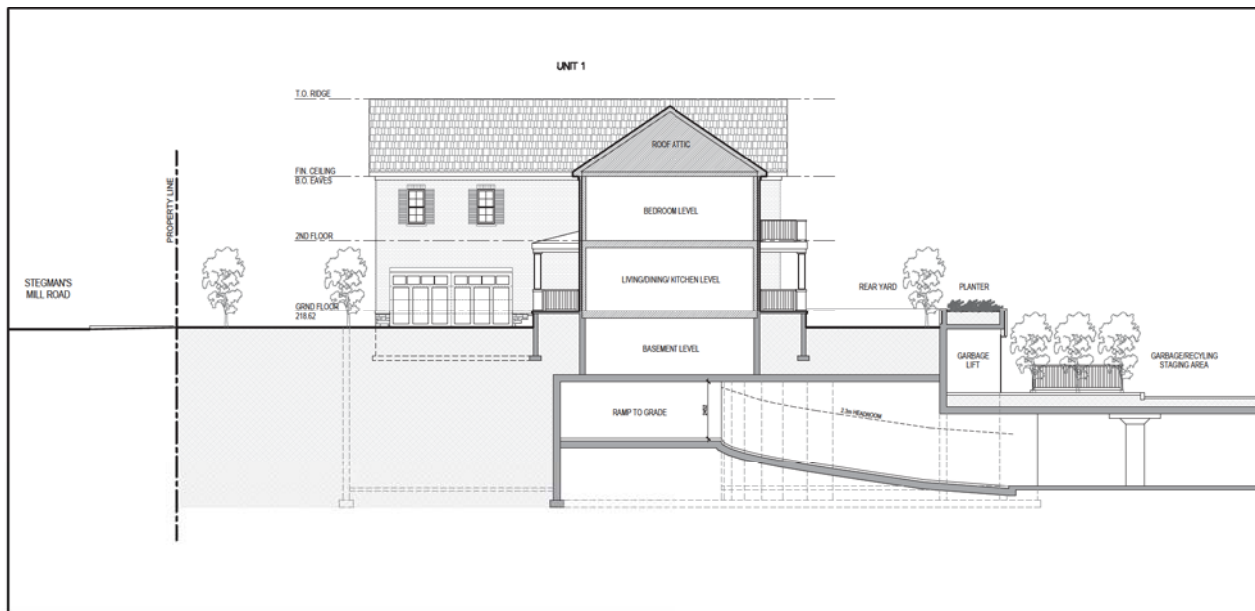 UNIT 1
T.O. RIDGE
ROOF ATTIC
FIN. CEILING
B.O. EAVES
PROPERTY LINE
BEDROOM LEVEL
2ND FLOOR
STEGMAN'S
MILL ROAD
LIVING/DINING/ KITCHEN LEVEL
REAR YARD
PLANTER
GRND FLOOR
218.62
BASEMENT LEVEL
GARBAGE
LIFT
GARBAGE/RECYLING
STAGING AREA
RAMP TO GRADE
2.3m HEADROOM